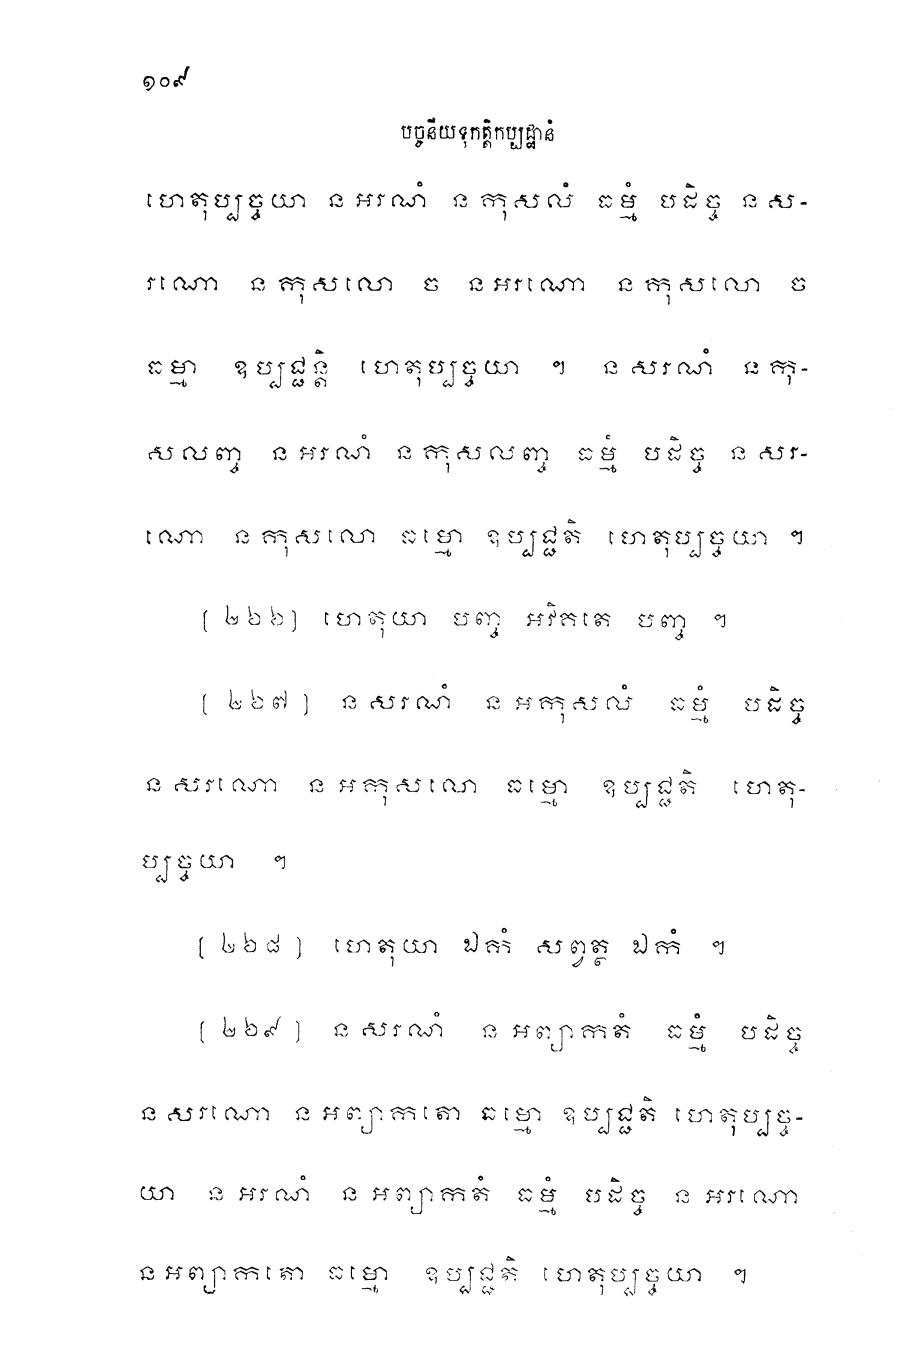 ១០៩
បច្ចនីយទុកត្តិកប្បដ្ឋានំ
ហេតុប្បច្ចយា នអរណំ នកុសលំ ធម្មំ បដិច្ច នស-
រណោ នកុសលោ ច នអរណោ នកុសលោ ច
ធម្មា ឧប្បជ្ជន្តិ ហេតុប្បច្ចយា ។ នសរណំ នកុ-
សលញ្ច នអរណំ នកុសលញ្ច ធម្មំ បដិច្ច នសរ-
ណោ នកុសលោ ធម្មោ ឧប្បជ្ជតិ ហេតុប្បច្ចយា ។
[ ២៦៦] ហេតុយា បញ្ច អវិគតេ បញ្ច ។
[ ២៦៧ ] នសរណំ នអកុសលំ ធម្មំ បដិច្ច
នសរណោ នអកុសលោ ធម្មោ ឧប្បជ្ជតិ ហេតុ-
ប្បច្ចយា ។
[ ២៦៨ ] ហេតុយា ឯកំ សព្វត្ថ ឯកំ ។
[ ២៦៩ ] នសរណំ នអព្យាកតំ ធម្មំ បដិច្ច
នសរណោ នអព្យាកតោ ធម្មោ ឧប្បជ្ជតិ ហេតុប្បច្ច-
យា នអរណំ នអព្យាកតំ ធម្មំ បដិច្ច នអរណោ
នអព្យាកតោ ធម្មោ ឧប្បជ្ជតិ ហេតុប្បច្ចយា ។